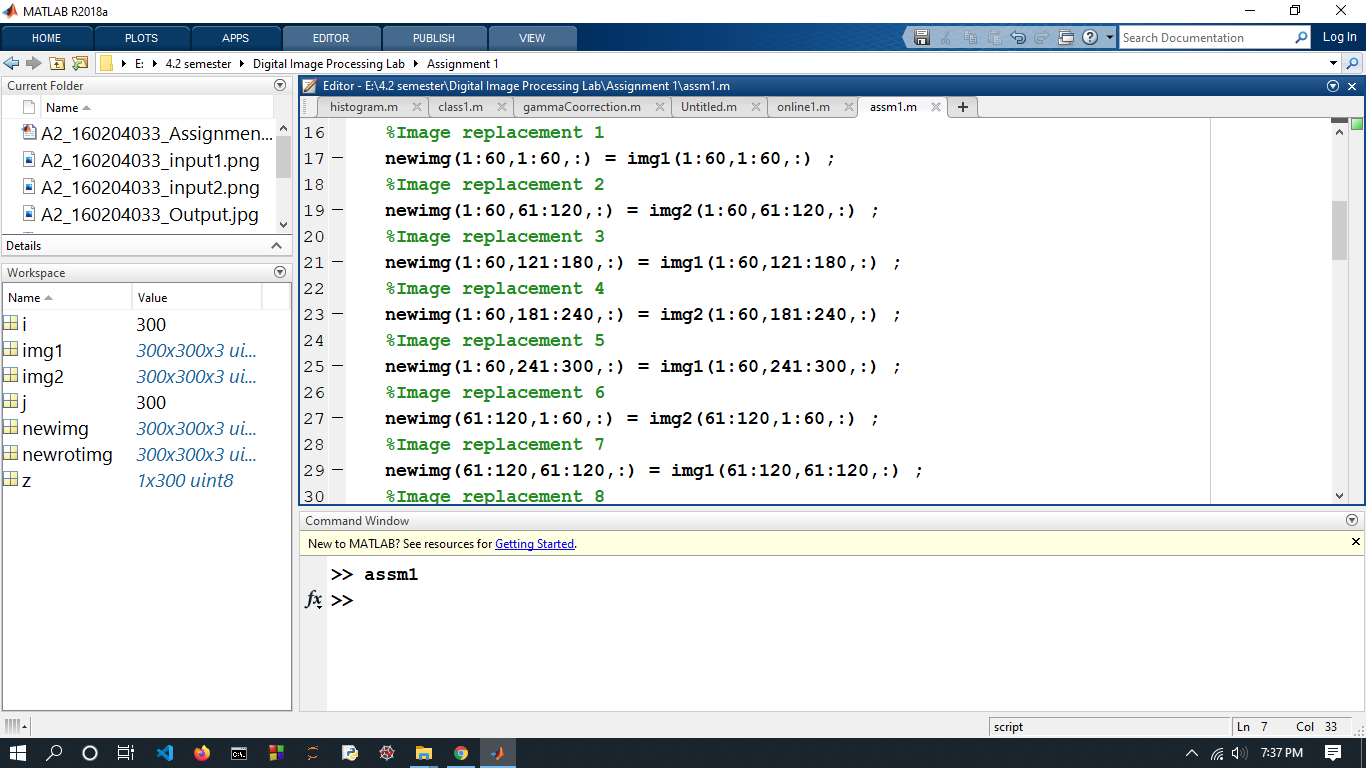 MATLAB R2018a
HOME PLOTS APPS EDITOR PUBLISH VIEW Search Documentation Log In
E: 4.2 semester Digital Image Processing Lab Assignment 1
Current Folder
Name
A2_160204033_Assignmen...
A2_160204033_input1.png
A2_160204033_input2.png
A2_160204033_Output.jpg
Details
Workspace
Name Value
i 300
img1 300x300x3 ui...
img2 300x300x3 ui...
j 300
newimg 300x300x3 ui...
newrotimg 300x300x3 ui...
z 1x300 uint8
Editor - E:\4.2 semester\Digital Image Processing Lab\Assignment 1\assm1.m
histogram.m class1.m gammaCoorrection.m Untitled.m online1.m assm1.m
16 %Image replacement 1
17 – newimg(1:60,1:60,:) = img1(1:60,1:60,:) ;
18 %Image replacement 2
19 – newimg(1:60,61:120,:) = img2(1:60,61:120,:) ;
20 %Image replacement 3
21 – newimg(1:60,121:180,:) = img1(1:60,121:180,:) ;
22 %Image replacement 4
23 – newimg(1:60,181:240,:) = img2(1:60,181:240,:) ;
24 %Image replacement 5
25 – newimg(1:60,241:300,:) = img1(1:60,241:300,:) ;
26 %Image replacement 6
27 – newimg(61:120,1:60,:) = img2(61:120,1:60,:) ;
28 %Image replacement 7
29 – newimg(61:120,61:120,:) = img1(61:120,61:120,:) ;
30 %Image replacement 8
Command Window
New to MATLAB? See resources for Getting Started.
>> assm1
fx >>
script Ln 7 Col 33
7:37 PM